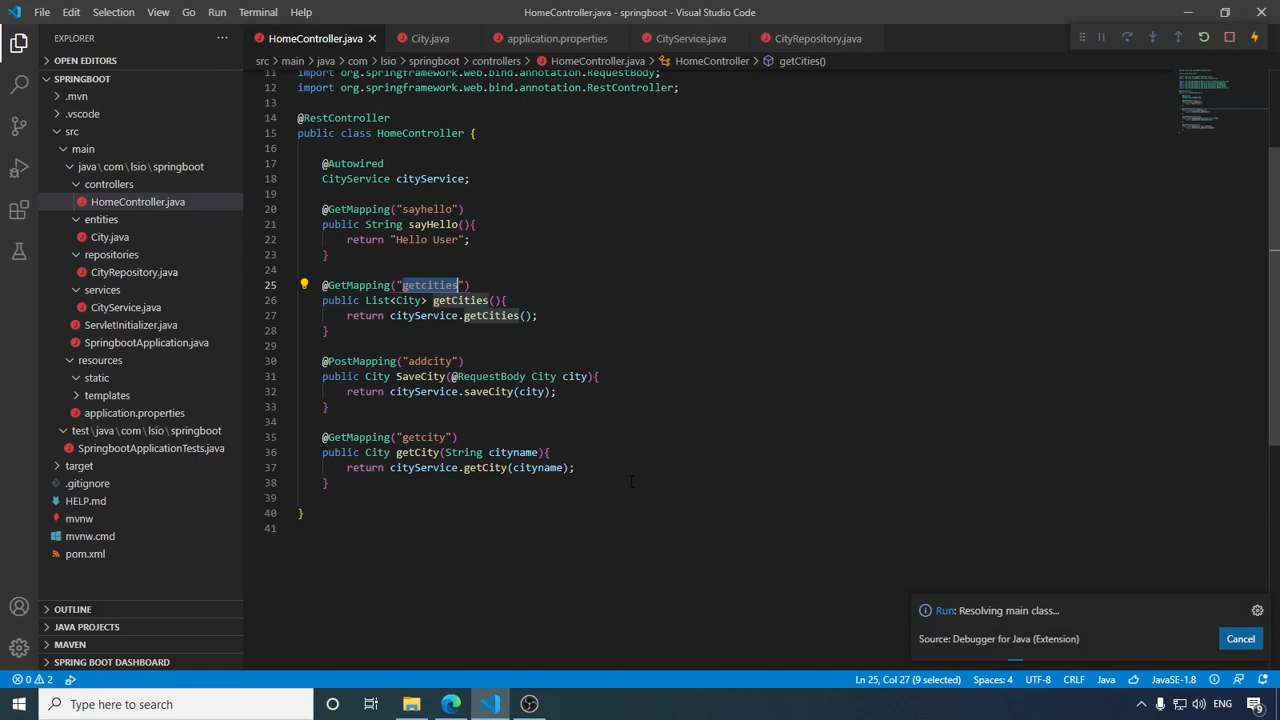 File Edit Selection View Go Run Terminal Help
HomeController.java - springboot - Visual Studio Code
EXPLORER
HomeController.java
City.java
application.properties
CityService.java
CityRepository.java
OPEN EDITORS
src > main > java > com > lsio > springboot > controllers > HomeController.java > HomeController > getCities()
SPRINGBOOT
.mvn
.vscode
src
main
java\com\lsio\springboot
controllers
HomeController.java
entities
City.java
repositories
CityRepository.java
services
CityService.java
ServletInitializer.java
SpringbootApplication.java
resources
static
templates
application.properties
test\java\com\lsio\springboot
SpringbootApplicationTests.java
target
.gitignore
HELP.md
mvnw
mvnw.cmd
pom.xml
OUTLINE
JAVA PROJECTS
MAVEN
SPRING BOOT DASHBOARD
11 import org.springframework.web.bind.annotation.RequestBody;
12 import org.springframework.web.bind.annotation.RestController;
13
14 @RestController
15 public class HomeController {
16
17 @Autowired
18 CityService cityService;
19
20 @GetMapping("sayhello")
21 public String sayHello(){
22 return "Hello User";
23 }
24
25 @GetMapping("getcities")
26 public List<City> getCities(){
27 return cityService.getCities();
28 }
29
30 @PostMapping("addcity")
31 public City SaveCity(@RequestBody City city){
32 return cityService.saveCity(city);
33 }
34
35 @GetMapping("getcity")
36 public City getCity(String cityname){
37 return cityService.getCity(cityname);
38 }
39
40 }
41
Run: Resolving main class...
Source: Debugger for Java (Extension)
Cancel
0 2
Ln 25, Col 27 (9 selected) Spaces: 4 UTF-8 CRLF Java JavaSE-1.8
Type here to search
ENG
9